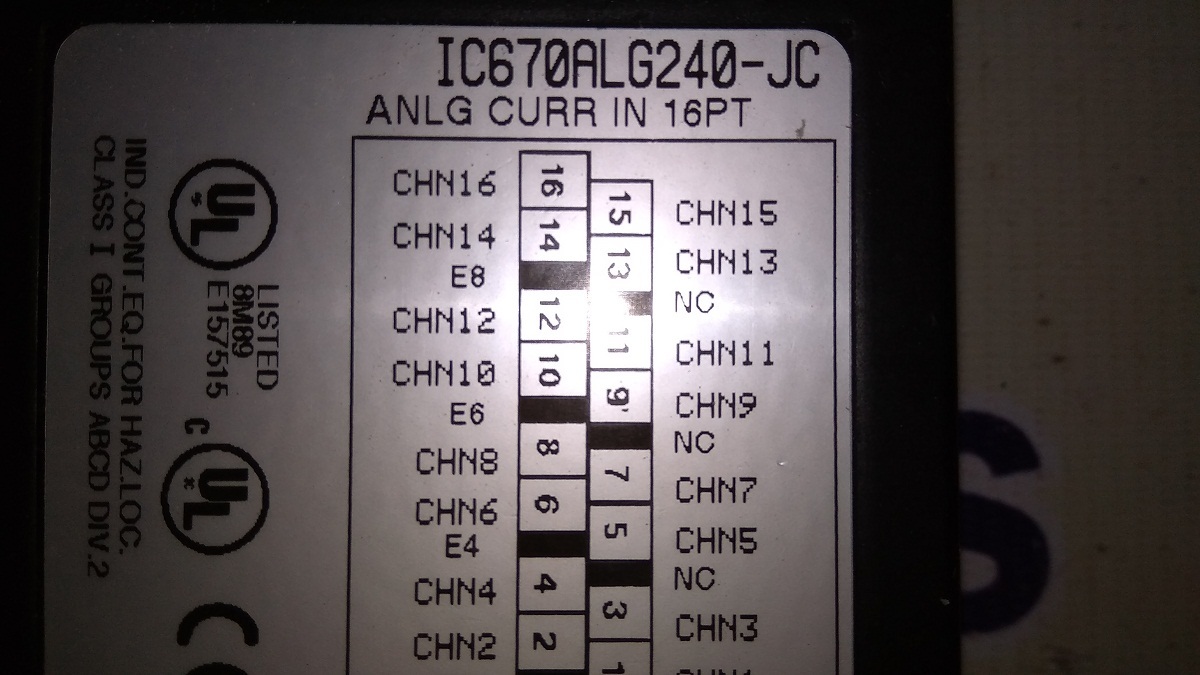 IC670ALG240-JC
ANLG CURR IN 16PT
CHN16 16
15 CHN15
CHN14 14
13 CHN13
E8
NC
CHN12 12
11 CHN11
CHN10 10
9 CHN9
E6
NC
CHN8 8
7 CHN7
CHN6 6
5 CHN5
E4
NC
CHN4 4
3 CHN3
CHN2 2
UL
S
LISTED
8M89
E157515
C
UL
IND.CONT.EQ.FOR HAZ.LOC.
CLASS I GROUPS ABCD DIV.2
CE